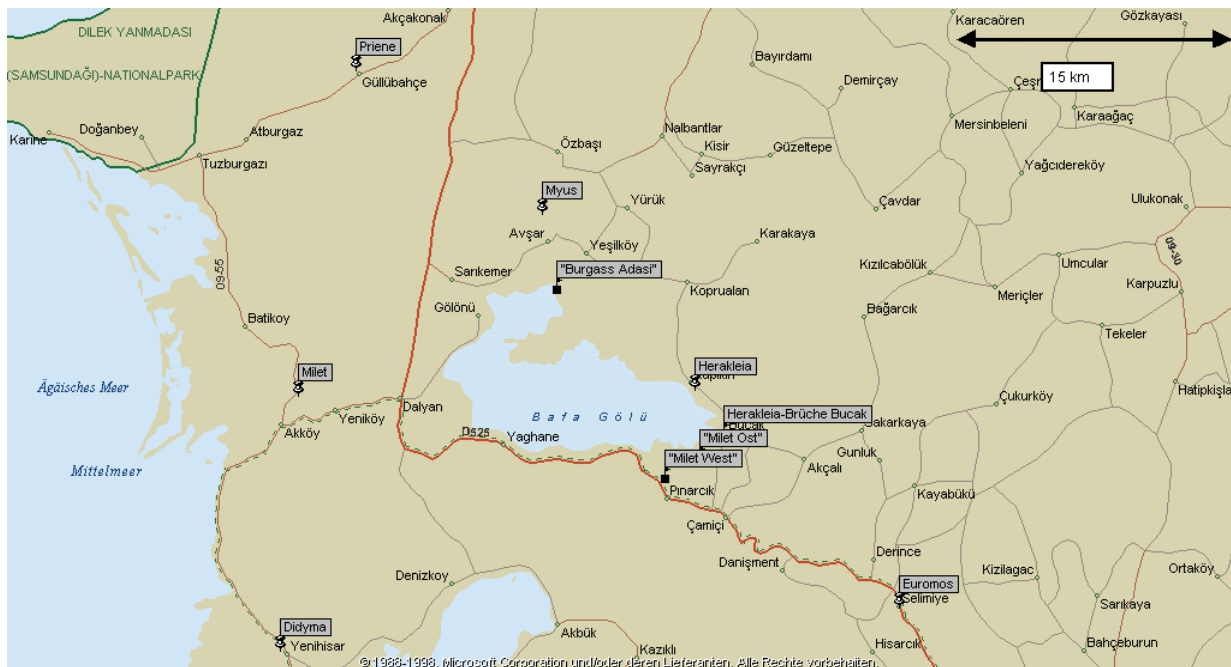 Akçakonak
Karacaören
Gözkayası
DILEK YANMADASI
Priene
Bayırdamı
(SAMSUNDAĞI)-NATIONALPARK
Güllübahçe
Demirçay
15 km
Karaağaç
Doğanbey
Atburgaz
Karine
Nalbantlar
Mersinbeleni
Özbaşı
Kisir
Güzeltepe
Tuzburgazı
Sayrakçı
Yağcıdereköy
Myus
Yürük
Çavdar
Ulukonak
Avşar
Karakaya
Yeşilköy
09-30
09-55
Sarıkemer
"Burgass Adasi"
Kızılcabölük
Umcular
Koprualan
Karpuzlu
Meriçler
Gölönü
Bağarcık
Batikoy
Tekeler
Milet
Herakleia
Ägäisches Meer
Hatipkışla
Dalyan
Çukurköy
Yeniköy
Bafa Gölü
Herakleia-Brüche Bucak
Akköy
D525
Bucak
Yaghane
"Milet Ost"
Mittelmeer
"Milet West"
Akçalı
Gunluk
Pınarcık
Kayabükü
Çamiçi
Danişment
Derince
Denizkoy
Euromos
Kizilagac
Ortaköy
Selimiye
Sarıkaya
Didyma
Akbük
Yenihisar
Hisarcık
Bahçeburun
Kazıklı
© 1988-1998, Microsoft Corporation und/oder deren Lieferanten. Alle Rechte vorbehalten.